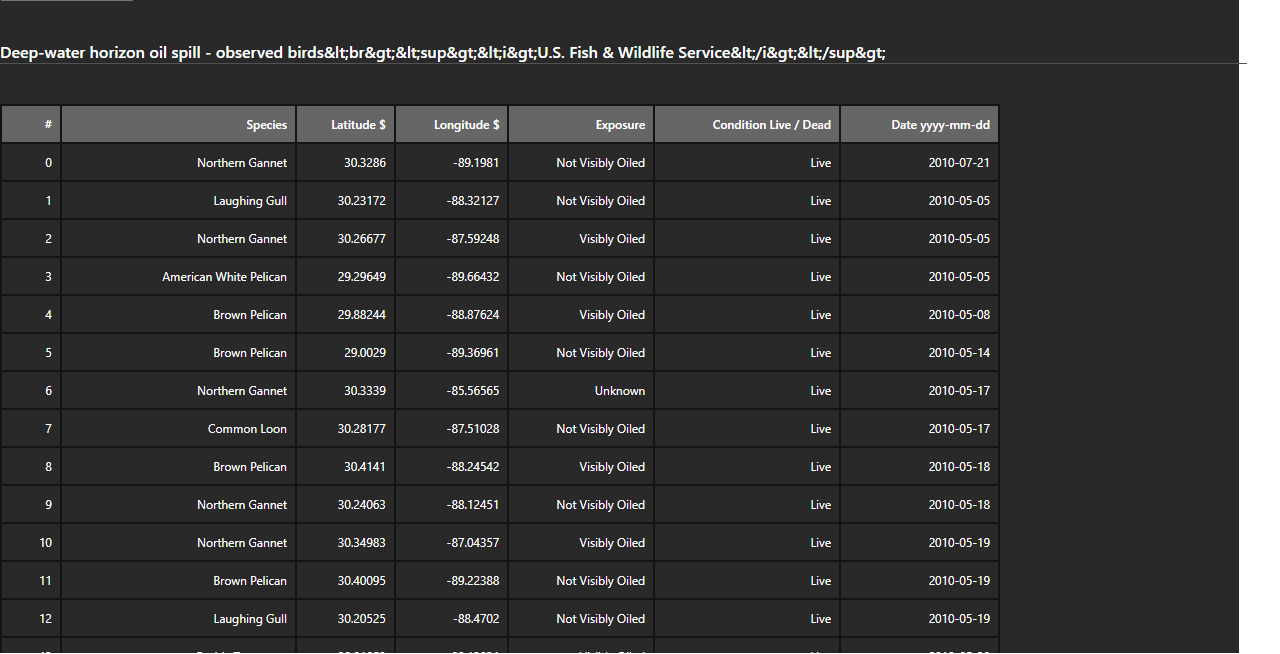 Deep-water horizon oil spill - observed birds&lt;br&gt;&lt;sup&gt;&lt;i&gt;U.S. Fish & Wildlife Service&lt;/i&gt;&lt;/sup&gt;
# Species Latitude $ Longitude $ Exposure Condition Live / Dead Date yyyy-mm-dd
0 Northern Gannet 30.3286 -89.1981 Not Visibly Oiled Live 2010-07-21
1 Laughing Gull 30.23172 -88.32127 Not Visibly Oiled Live 2010-05-05
2 Northern Gannet 30.26677 -87.59248 Visibly Oiled Live 2010-05-05
3 American White Pelican 29.29649 -89.66432 Not Visibly Oiled Live 2010-05-05
4 Brown Pelican 29.88244 -88.87624 Visibly Oiled Live 2010-05-08
5 Brown Pelican 29.0029 -89.36961 Not Visibly Oiled Live 2010-05-14
6 Northern Gannet 30.3339 -85.56565 Unknown Live 2010-05-17
7 Common Loon 30.28177 -87.51028 Not Visibly Oiled Live 2010-05-17
8 Brown Pelican 30.4141 -88.24542 Visibly Oiled Live 2010-05-18
9 Northern Gannet 30.24063 -88.12451 Not Visibly Oiled Live 2010-05-18
10 Northern Gannet 30.34983 -87.04357 Visibly Oiled Live 2010-05-19
11 Brown Pelican 30.40095 -89.22388 Not Visibly Oiled Live 2010-05-19
12 Laughing Gull 30.20525 -88.4702 Not Visibly Oiled Live 2010-05-19